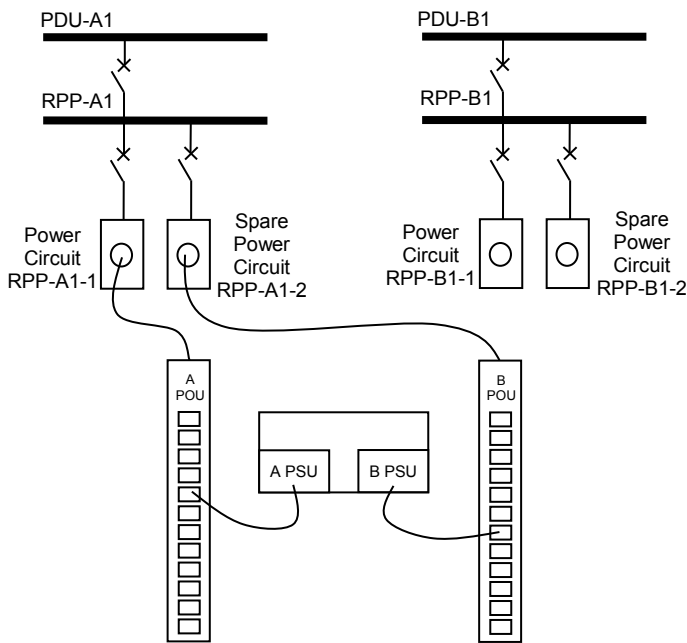 PDU-A1
PDU-B1
RPP-A1
RPP-B1
Power
Circuit
RPP-A1-1
Spare
Power
Circuit
RPP-A1-2
Power
Circuit
RPP-B1-1
Spare
Power
Circuit
RPP-B1-2
A
POU
B
POU
A PSU
B PSU